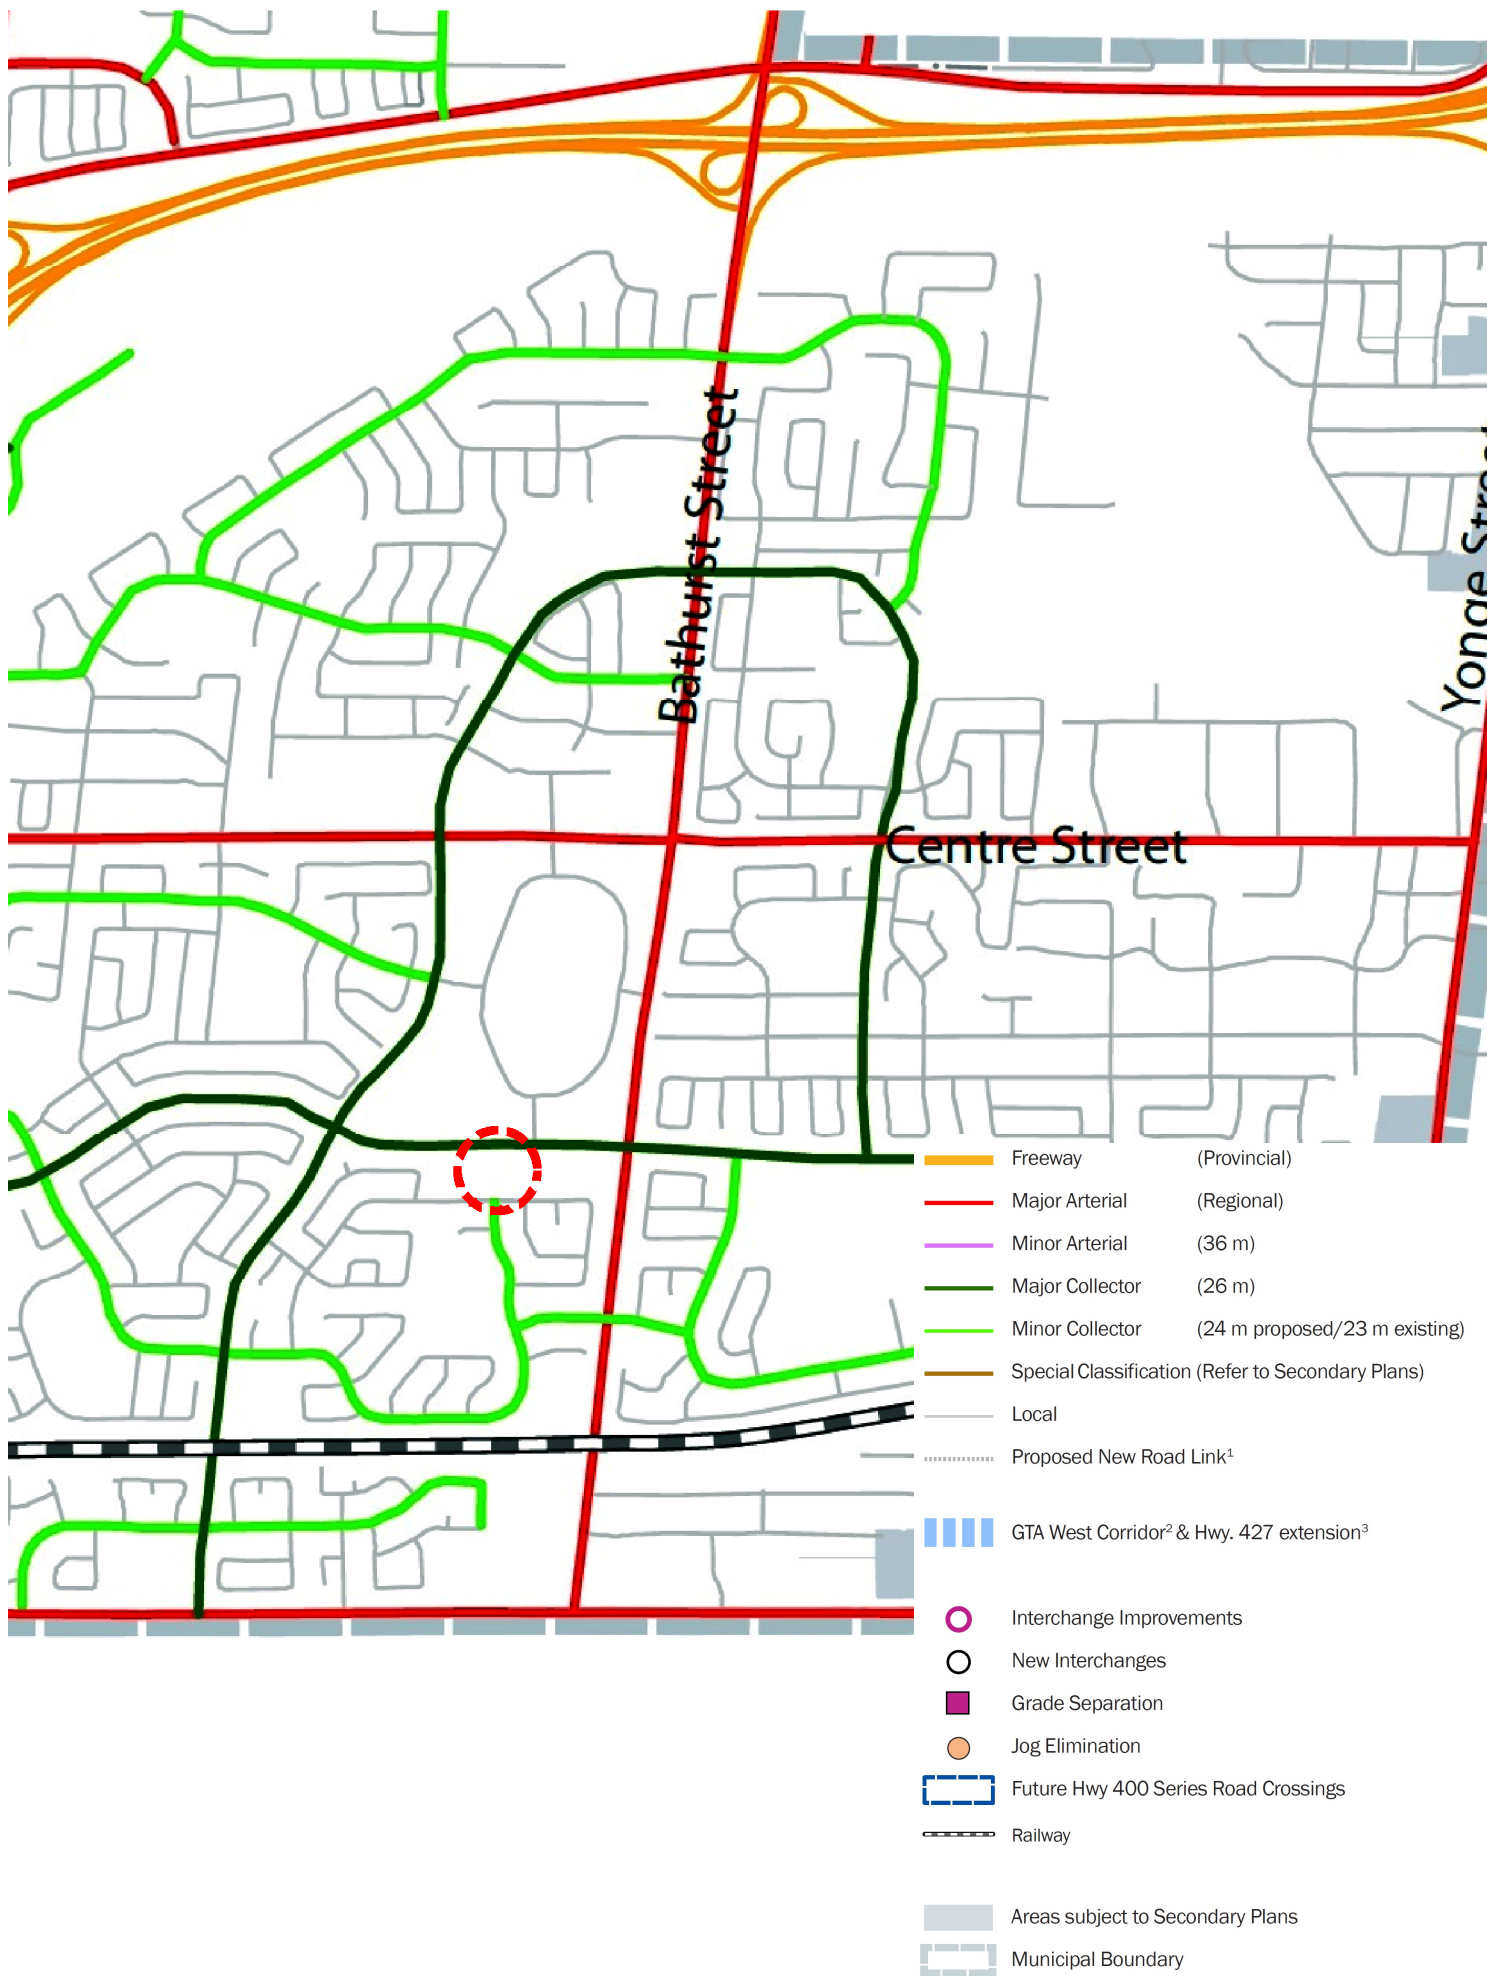 Bathurst Street
Yonge Street
Centre Street
Freeway (Provincial)
Major Arterial (Regional)
Minor Arterial (36 m)
Major Collector (26 m)
Minor Collector (24 m proposed/23 m existing)
Special Classification (Refer to Secondary Plans)
Local
Proposed New Road Link¹
GTA West Corridor² & Hwy. 427 extension³
Interchange Improvements
New Interchanges
Grade Separation
Jog Elimination
Future Hwy 400 Series Road Crossings
Railway
Areas subject to Secondary Plans
Municipal Boundary